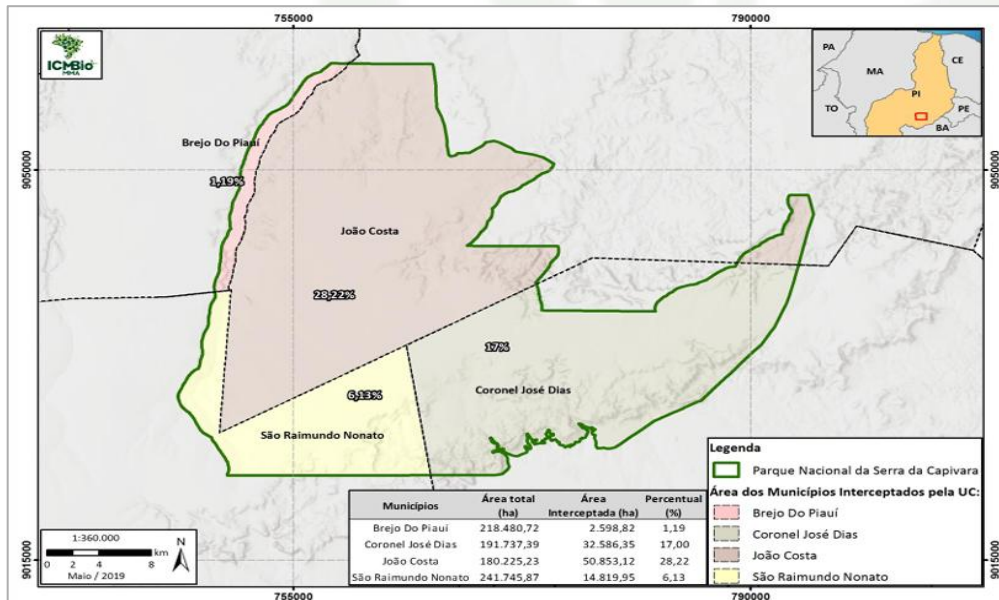 755000
790000
ICMBio
MMA
PA
MA
CE
PI
TO
PE
BA
Brejo Do Piauí
1,19%
9050000
9050000
João Costa
28,22%
17%
6,13%
Coronel José Dias
São Raimundo Nonato
Legenda
Parque Nacional da Serra da Capivara
Área dos Municípios Interceptados pela UC:
Brejo Do Piauí
Coronel José Dias
João Costa
São Raimundo Nonato
Municípios Área total (ha) Área Interceptada (ha) Percentual (%)
Brejo Do Piauí 218.480,72 2.598,82 1,19
Coronel José Dias 191.737,39 32.586,35 17,00
João Costa 180.225,23 50.853,12 28,22
São Raimundo Nonato 241.745,87 14.819,95 6,13
1:360.000
N
km
0 2 4 8
Maio / 2019
9015000
9015000
755000
790000